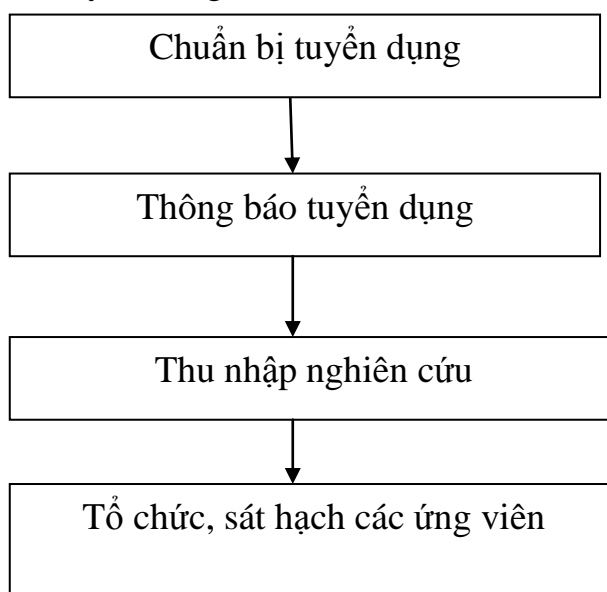 Chuẩn bị tuyển dụng
Thông báo tuyển dụng
Thu nhập nghiên cứu
Tổ chức, sát hạch các ứng viên